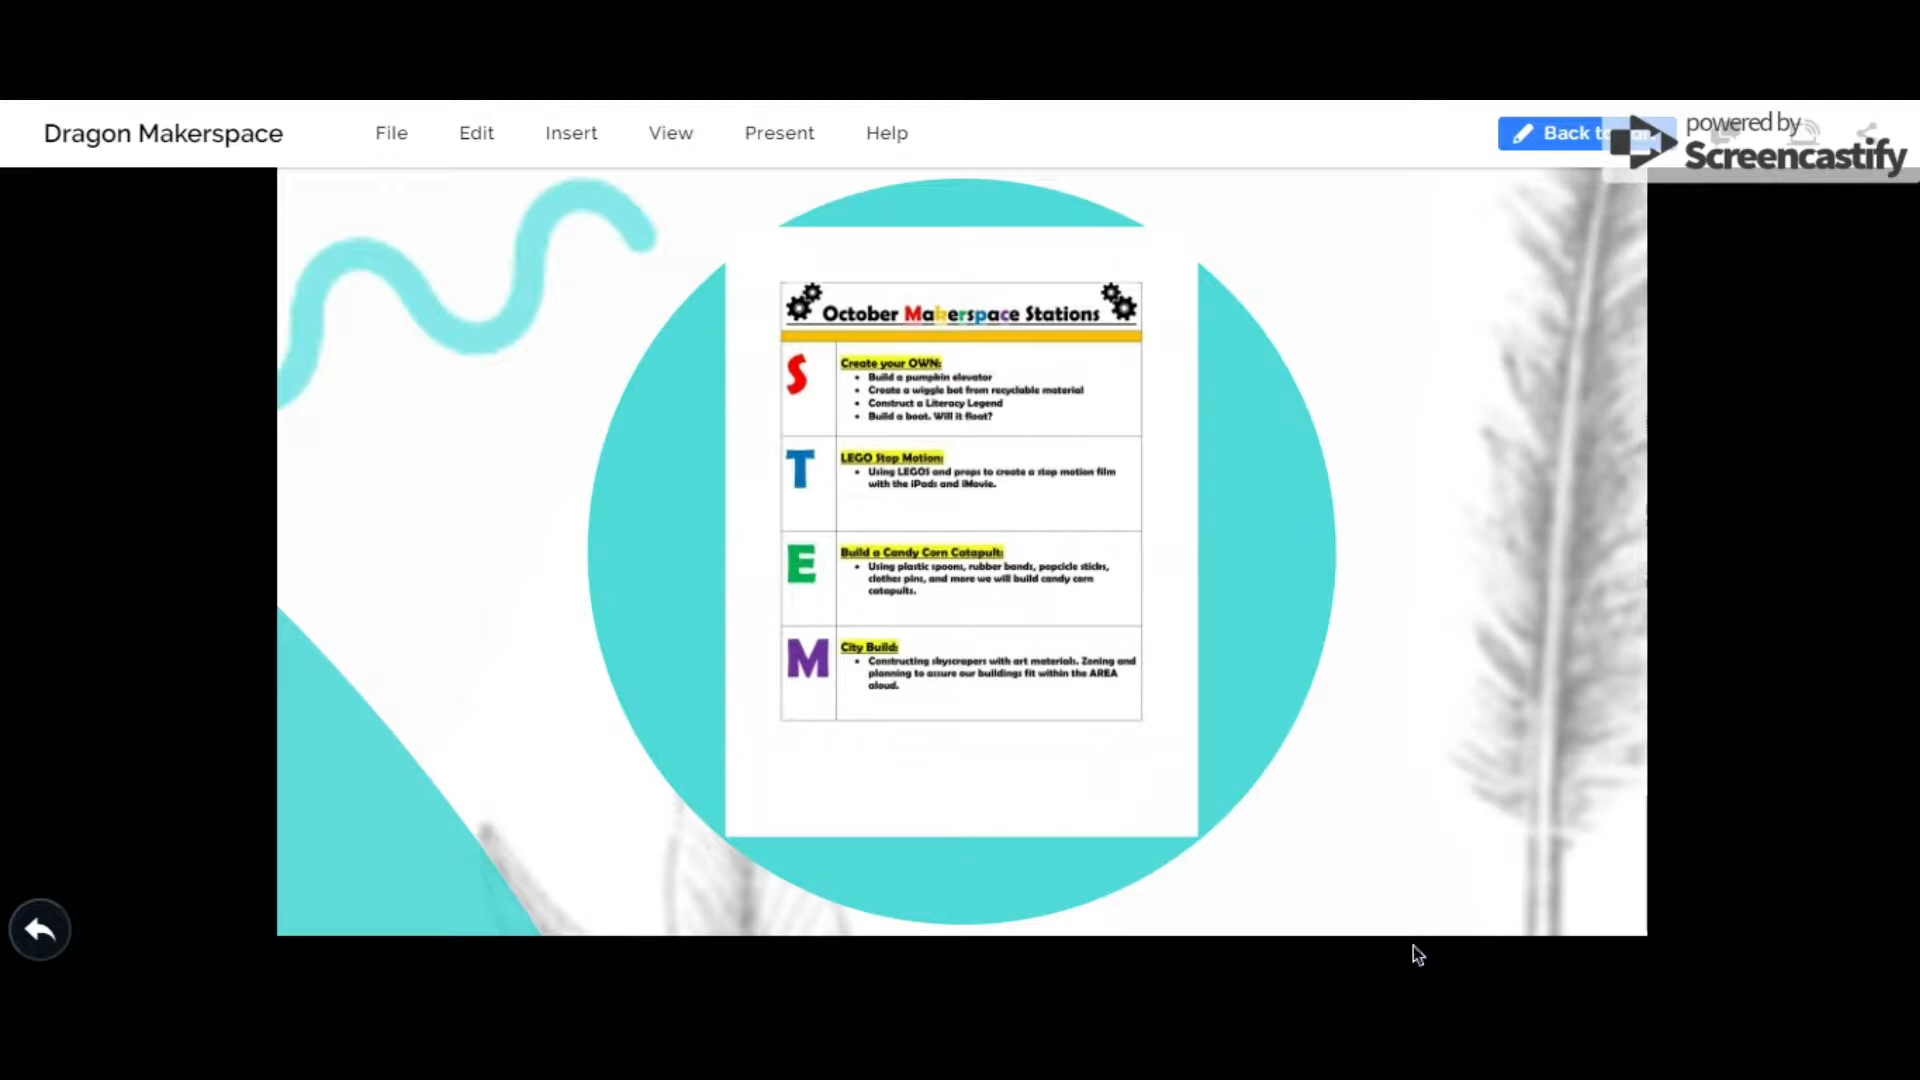 Dragon Makerspace
File Edit Insert View Present Help
Back to
powered by
Screencastify
October Makerspace Stations
S
Create your OWN:
• Build a pumpkin elevator
• Create a wiggle bot from recyclable material
• Construct a Literacy Legend
• Build a boat. Will it float?
T
LEGO Stop Motion:
• Using LEGOS and props to create a stop motion film
with the iPads and iMovie.
E
Build a Candy Corn Catapult:
• Using plastic spoons, rubber bands, popcicle sticks,
clothes pins, and more we will build candy corn
catapults.
M
City Build:
• Constructing skyscrapers with art materials. Zoning and
planning to assure our buildings fit within the AREA
aloud.